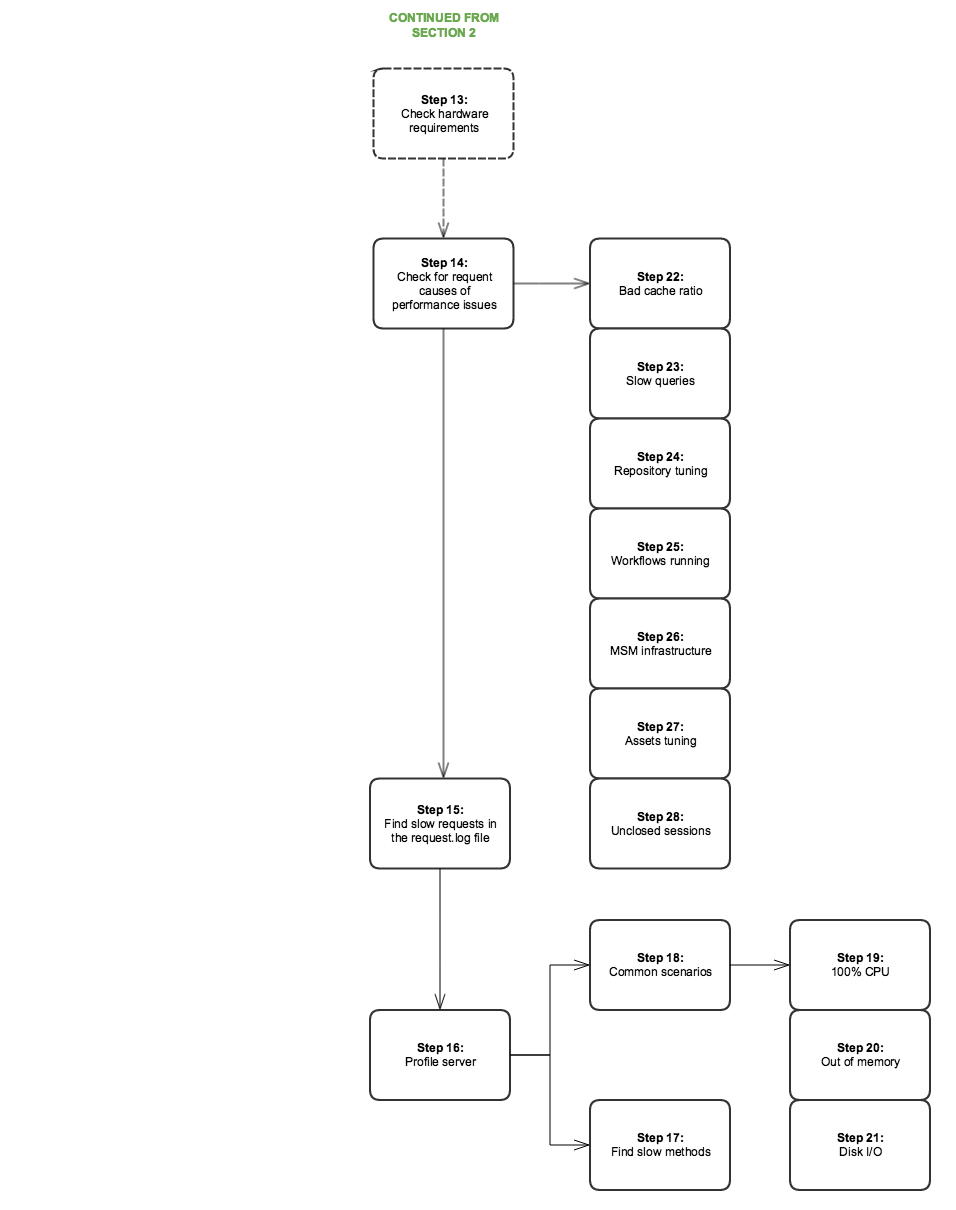 CONTINUED FROM
SECTION 2
Step 13:
Check hardware
requirements
Step 14:
Check for requent
causes of
performance issues
Step 22:
Bad cache ratio
Step 23:
Slow queries
Step 24:
Repository tuning
Step 25:
Workflows running
Step 26:
MSM infrastructure
Step 27:
Assets tuning
Step 15:
Find slow requests in
the request.log file
Step 28:
Unclosed sessions
Step 18:
Common scenarios
Step 19:
100% CPU
Step 16:
Profile server
Step 20:
Out of memory
Step 17:
Find slow methods
Step 21:
Disk I/O